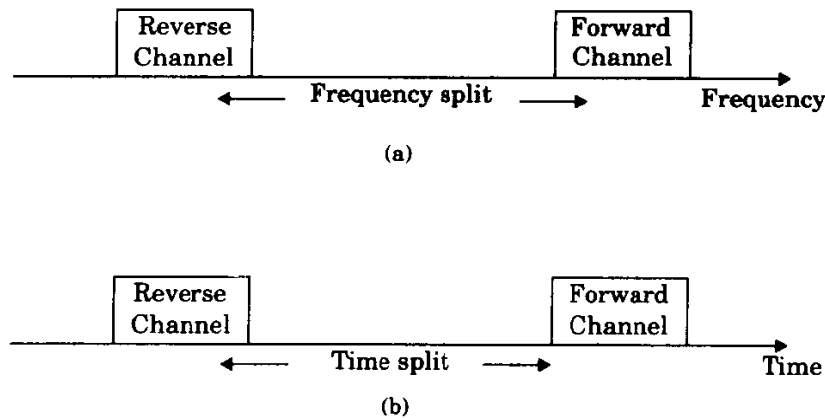 Reverse Channel
Forward Channel
Frequency split
Frequency
(a)
Reverse Channel
Forward Channel
Time split
Time
(b)